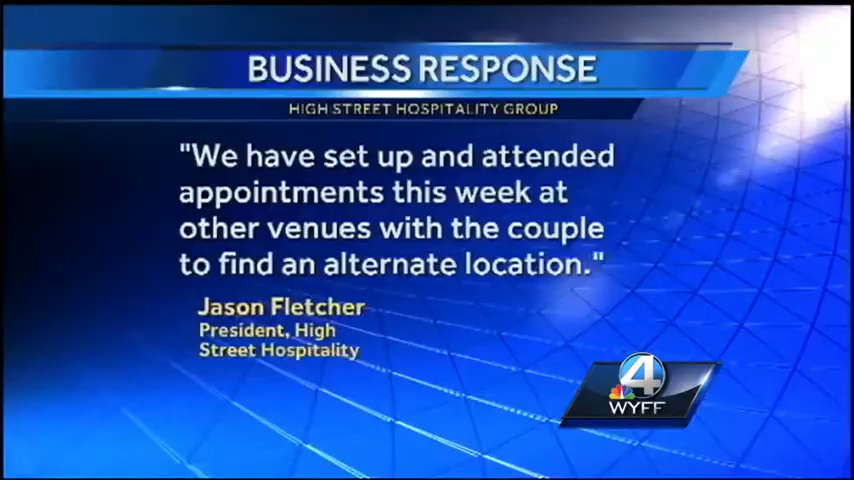 BUSINESS RESPONSE
HIGH STREET HOSPITALITY GROUP
"We have set up and attended
appointments this week at
other venues with the couple
to find an alternate location."
Jason Fletcher
President, High
Street Hospitality
4
WYFF